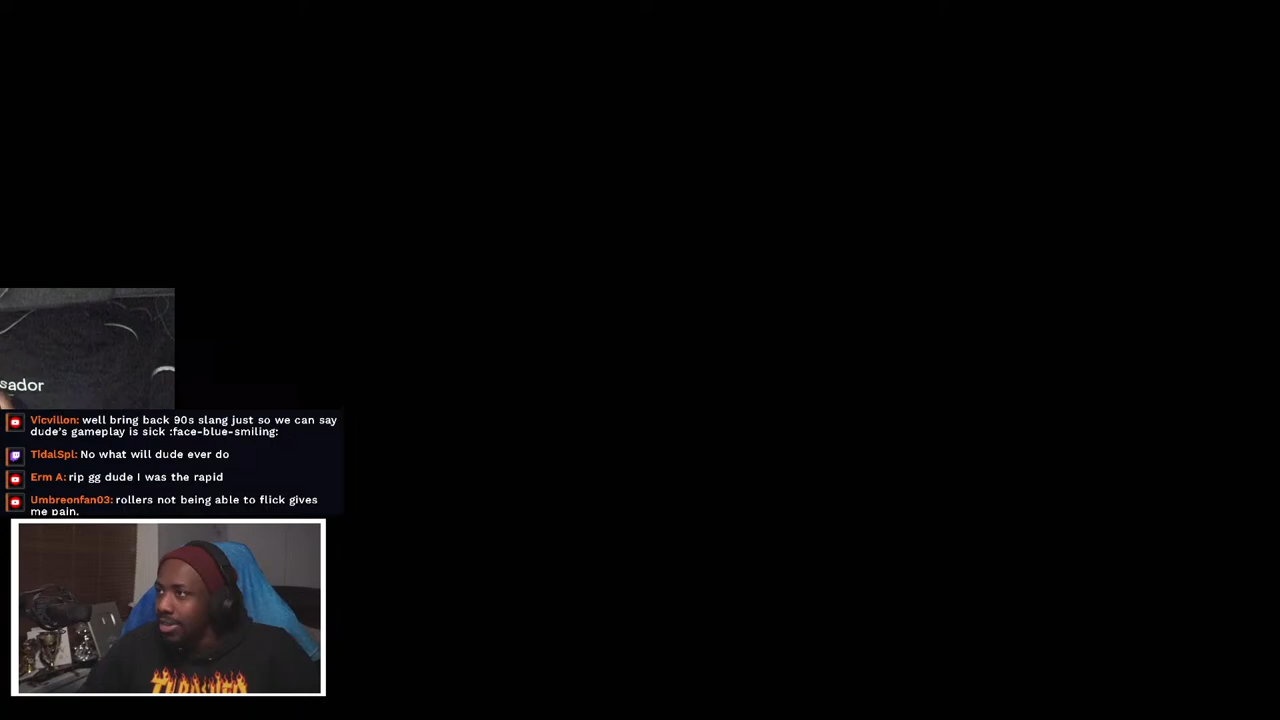 sador
Vicvillon: well bring back 90s slang just so we can say
dude's gameplay is sick :face-blue-smiling:
TidalSpl: No what will dude ever do
Erm A: rip gg dude I was the rapid
Umbreonfan03: rollers not being able to flick gives
me pain.
THRASHER